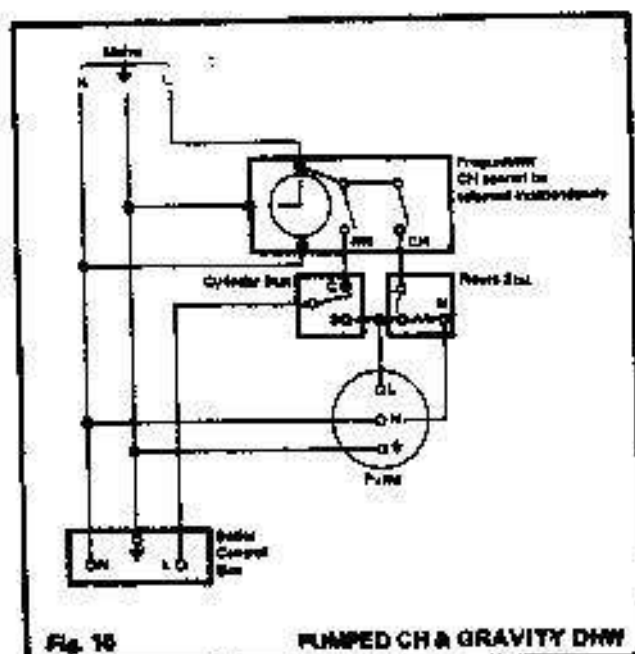 Mains
N
L
Programmer
CH cannot be
selected independently
HW
CH
Cylinder Stat
Room Stat
C
N
L
N
Pump
Boiler
Control
Box
N
L
Fig. 16
PUMPED CH & GRAVITY DHW